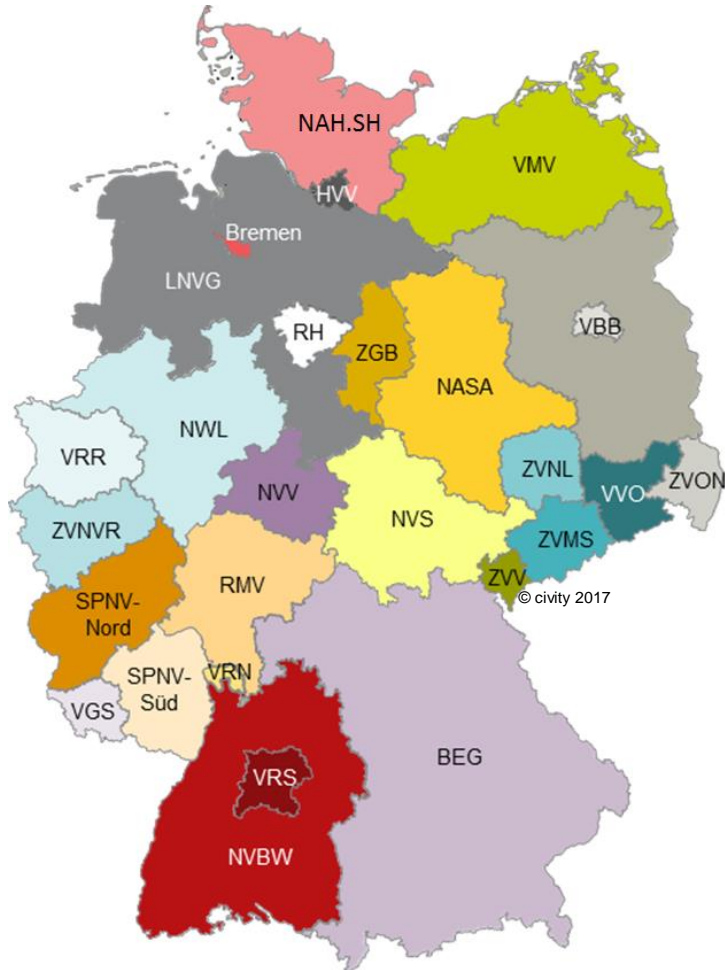 NAH.SH
VMV
HVV
Bremen
LNVG
RH
VBB
ZGB
NASA
NWL
VRR
ZVNL
ZVON
VVO
NVV
NVS
ZVNVR
ZVMS
RMV
ZVV
© civity 2017
SPNV-
Nord
VRN
SPNV-
Süd
VGS
BEG
VRS
NVBW